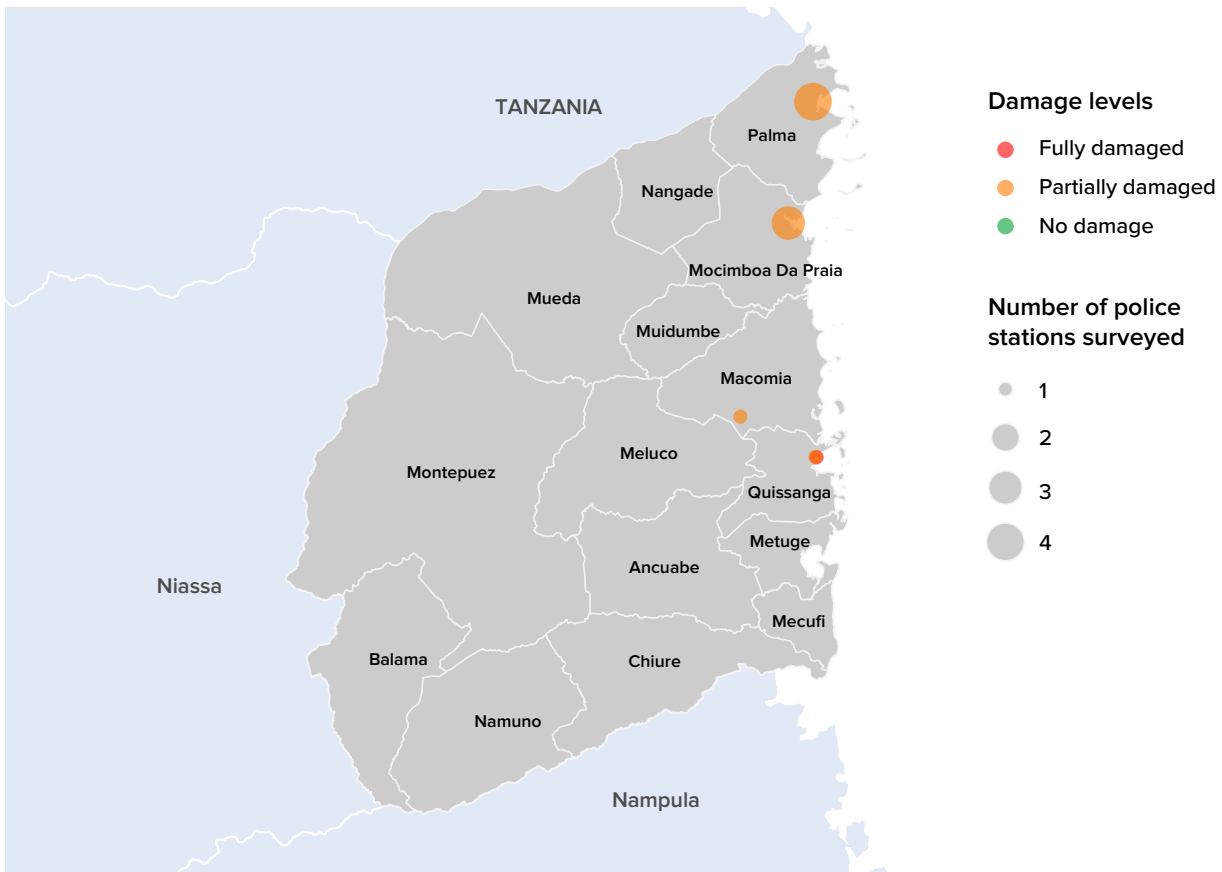 TANZANIA
Palma
Nangade
Mocimboa Da Praia
Mueda
Muidumbe
Macomia
Meluco
Montepuez
Quissanga
Metuge
Ancuabe
Niassa
Mecufi
Balama
Chiure
Namuno
Nampula
Damage levels
Fully damaged
Partially damaged
No damage
Number of police
stations surveyed
1
2
3
4